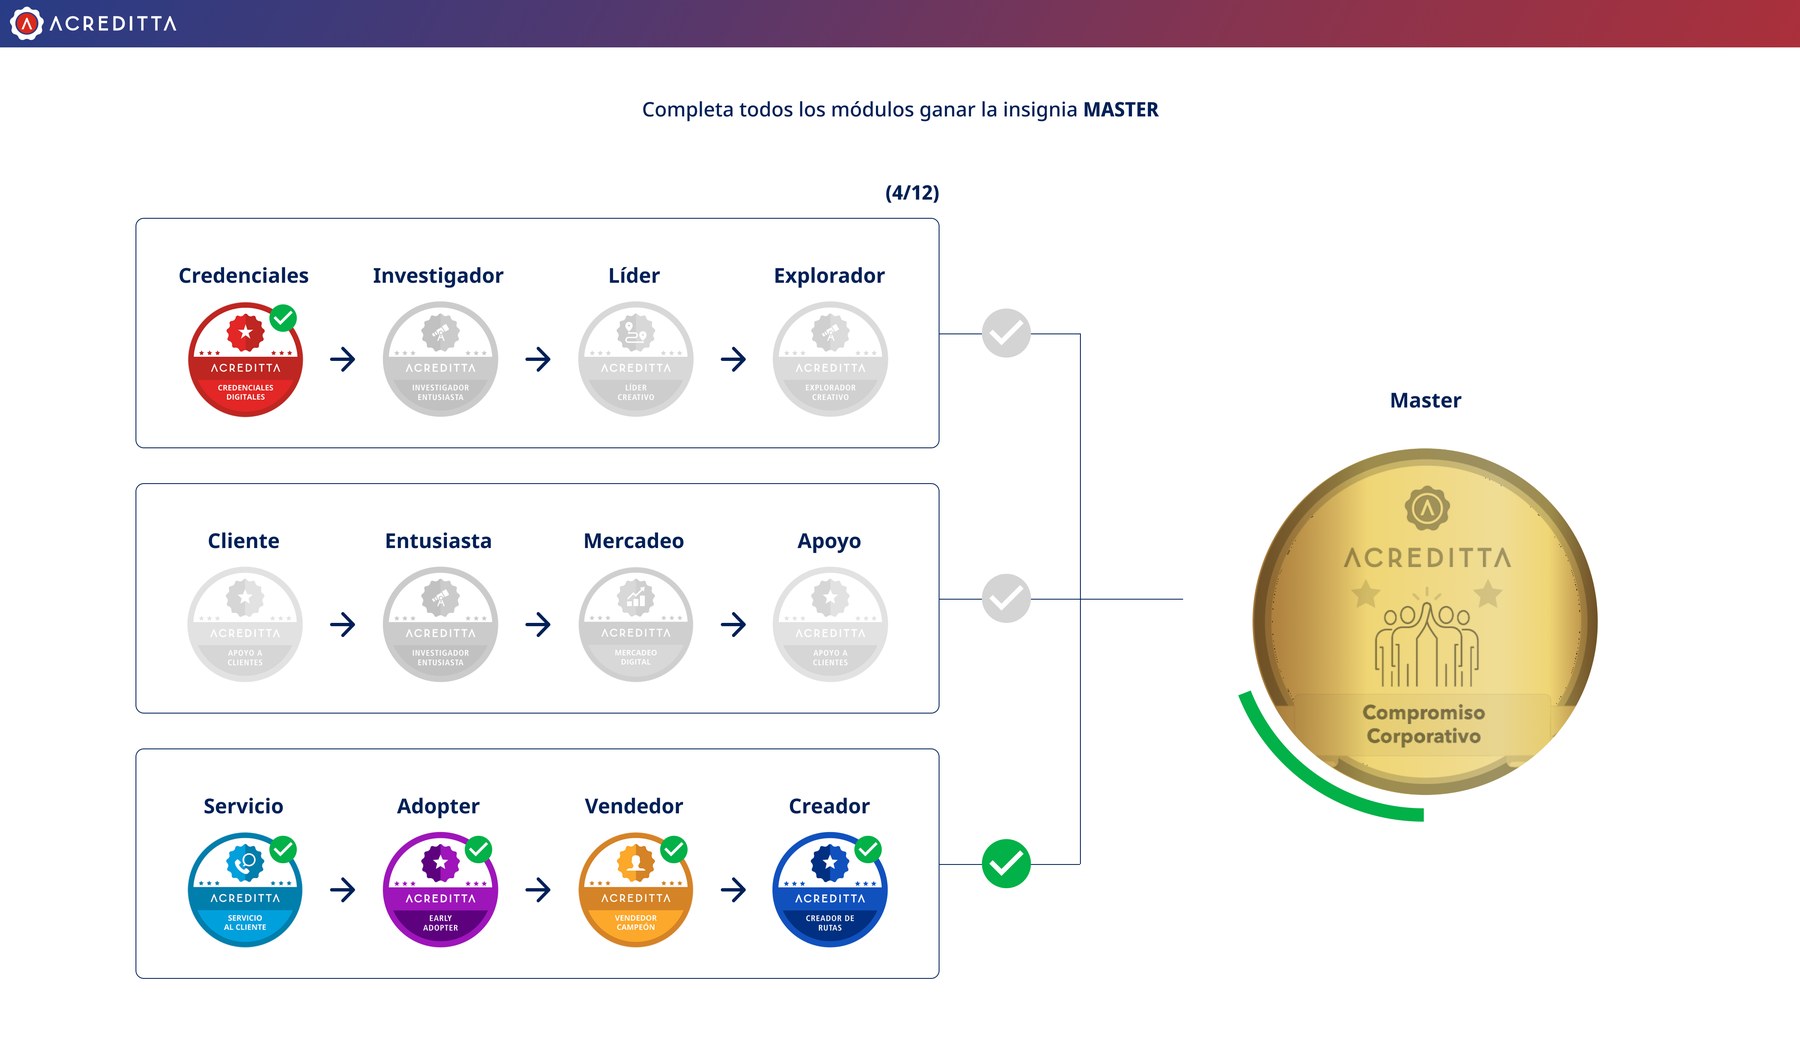 ACREDITTA
Completa todos los módulos ganar la insignia MASTER
(4/12)
Credenciales
Investigador
Líder
Explorador
ACREDITTA
CREDENCIALES
DIGITALES
ACREDITTA
INVESTIGADOR
ENTUSIASTA
ACREDITTA
LÍDER
CREATIVO
ACREDITTA
EXPLORADOR
CREATIVO
Cliente
Entusiasta
Mercadeo
Apoyo
ACREDITTA
APOYO A
CLIENTES
ACREDITTA
INVESTIGADOR
ENTUSIASTA
ACREDITTA
MERCADEO
DIGITAL
ACREDITTA
APOYO A
CLIENTES
Servicio
Adopter
Vendedor
Creador
ACREDITTA
SERVICIO
AL CLIENTE
ACREDITTA
EARLY
ADOPTER
ACREDITTA
VENDEDOR
CAMPEÓN
ACREDITTA
CREADOR DE
RUTAS
Master
ACREDITTA
Compromiso
Corporativo